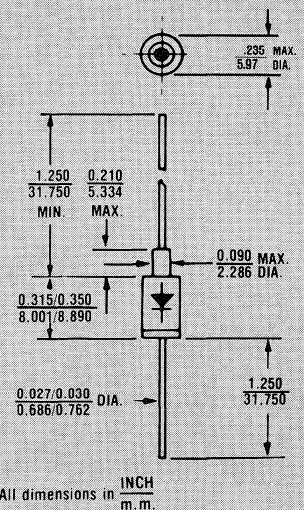 .235 MAX.
5.97 DIA.
1.250 0.210
31.750 5.334
MIN. MAX.
0.090 MAX.
2.286 DIA.
0.315/0.350
8.001/8.890
0.027/0.030 DIA.
0.686/0.762
1.250
31.750
All dimensions in INCH
m.m.